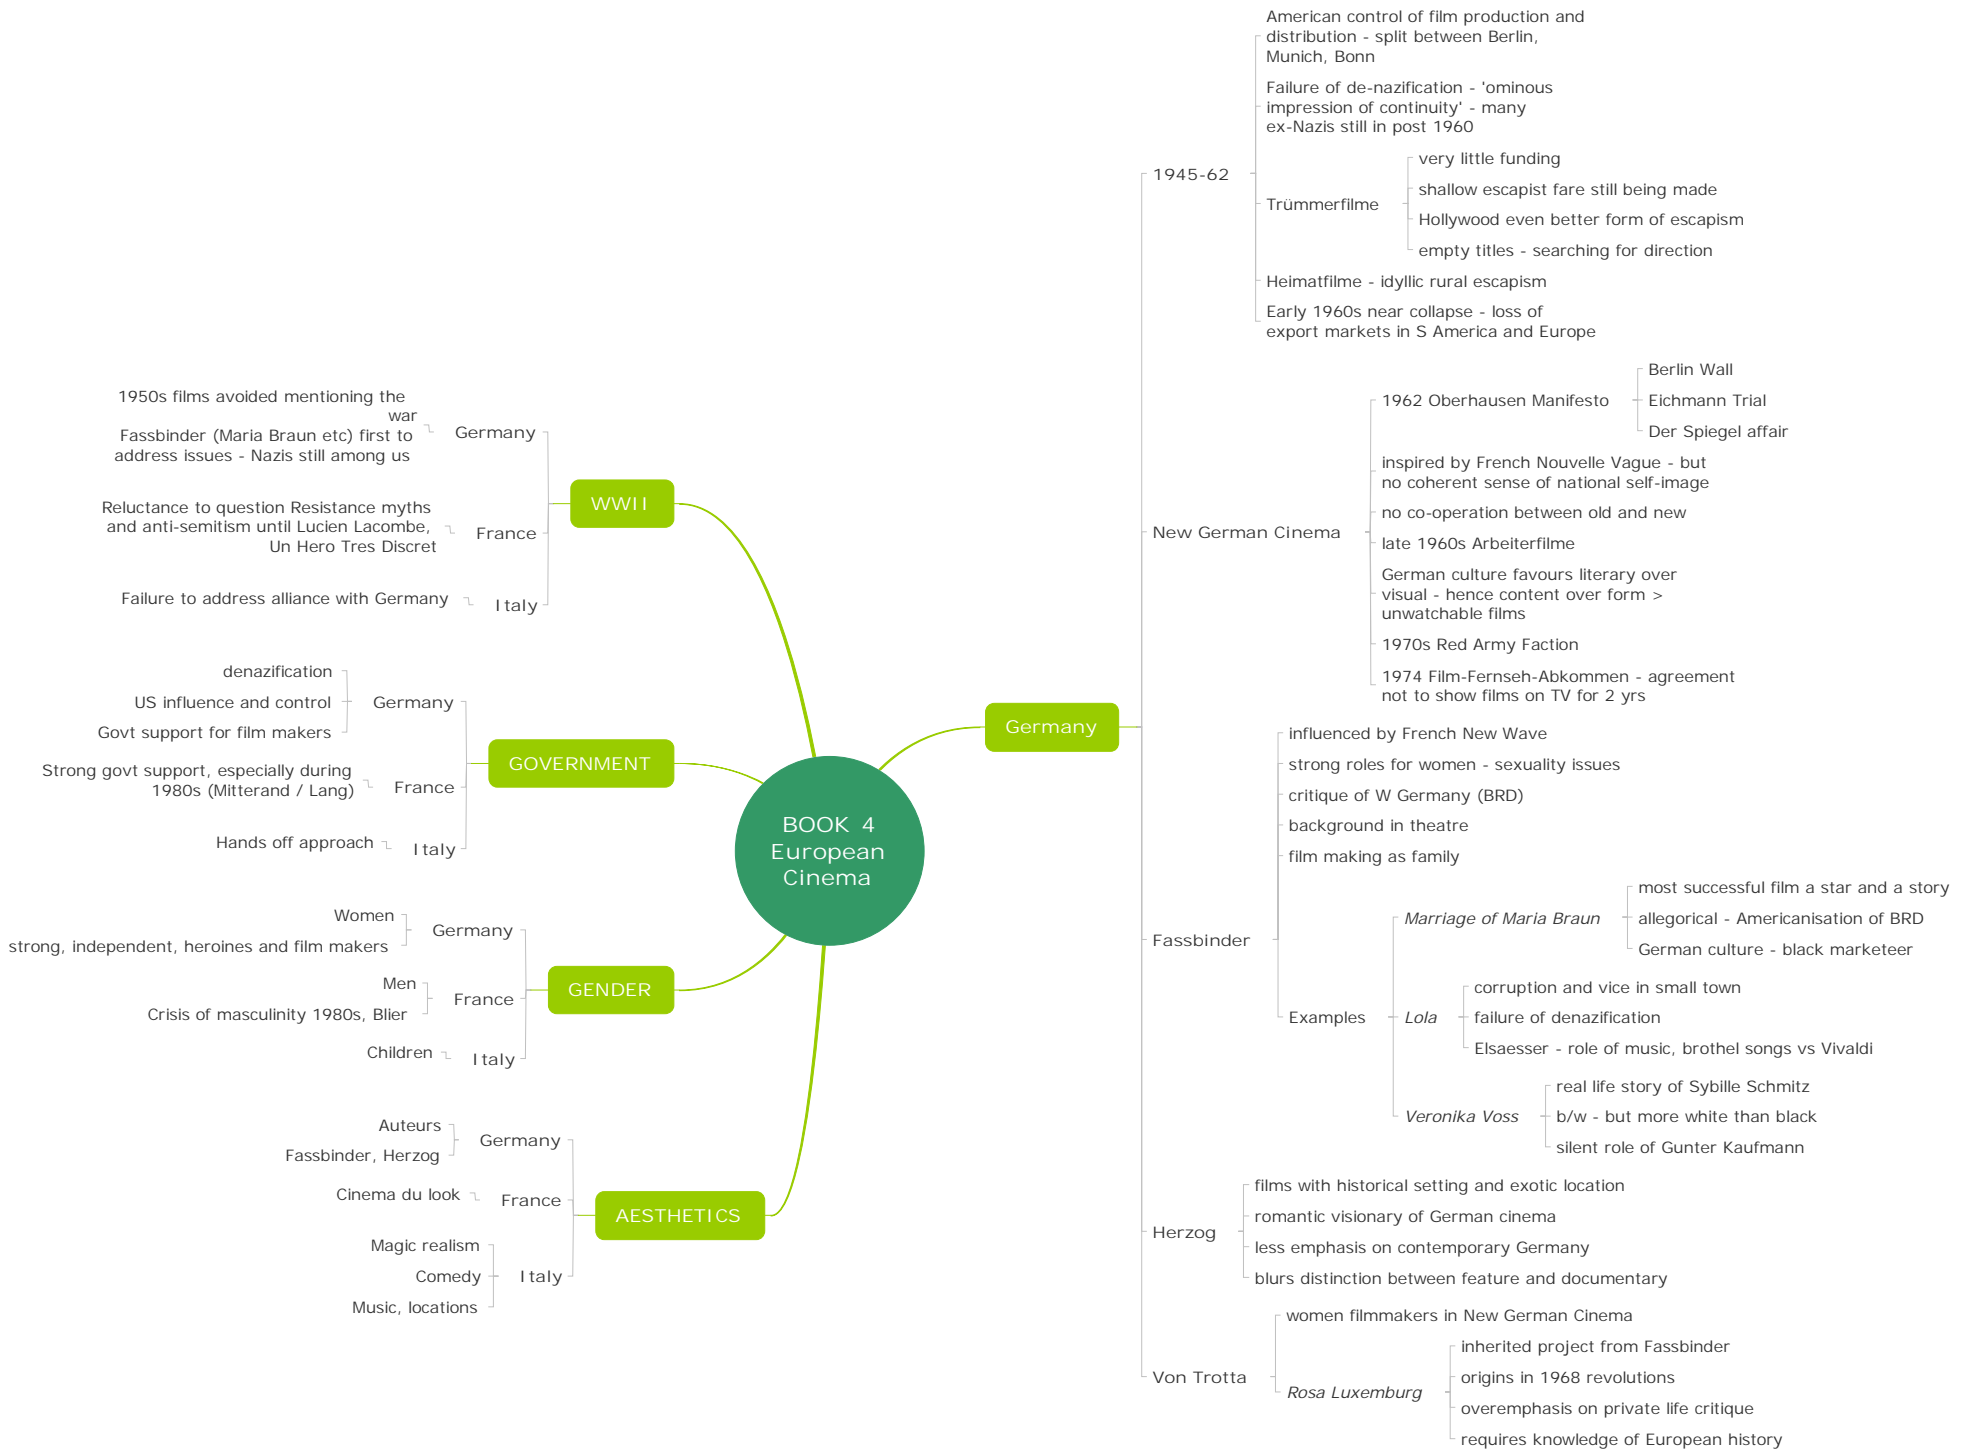 BOOK 4
European
Cinema
Germany
1945-62
American control of film production and
distribution - split between Berlin,
Munich, Bonn
Failure of de-nazification - 'ominous
impression of continuity' - many
ex-Nazis still in post 1960
Trümmerfilme
very little funding
shallow escapist fare still being made
Hollywood even better form of escapism
empty titles - searching for direction
Heimatfilme - idyllic rural escapism
Early 1960s near collapse - loss of
export markets in S America and Europe
New German Cinema
1962 Oberhausen Manifesto
Berlin Wall
Eichmann Trial
Der Spiegel affair
inspired by French Nouvelle Vague - but
no coherent sense of national self-image
no co-operation between old and new
late 1960s Arbeiterfilme
German culture favours literary over
visual - hence content over form >
unwatchable films
1970s Red Army Faction
1974 Film-Fernseh-Abkommen - agreement
not to show films on TV for 2 yrs
Fassbinder
influenced by French New Wave
strong roles for women - sexuality issues
critique of W Germany (BRD)
background in theatre
film making as family
Examples
Marriage of Maria Braun
most successful film a star and a story
allegorical - Americanisation of BRD
German culture - black marketeer
Lola
corruption and vice in small town
failure of denazification
Elsaesser - role of music, brothel songs vs Vivaldi
Veronika Voss
real life story of Sybille Schmitz
b/w - but more white than black
silent role of Gunter Kaufmann
Herzog
films with historical setting and exotic location
romantic visionary of German cinema
less emphasis on contemporary Germany
blurs distinction between feature and documentary
Von Trotta
women filmmakers in New German Cinema
Rosa Luxemburg
inherited project from Fassbinder
origins in 1968 revolutions
overemphasis on private life critique
requires knowledge of European history
WWII
Germany
1950s films avoided mentioning the
war
Fassbinder (Maria Braun etc) first to
address issues - Nazis still among us
France
Reluctance to question Resistance myths
and anti-semitism until Lucien Lacombe,
Un Hero Tres Discret
Italy
Failure to address alliance with Germany
GOVERNMENT
Germany
denazification
US influence and control
Govt support for film makers
France
Strong govt support, especially during
1980s (Mitterand / Lang)
Italy
Hands off approach
GENDER
Germany
Women
strong, independent, heroines and film makers
France
Men
Crisis of masculinity 1980s, Blier
Italy
Children
AESTHETICS
Germany
Auteurs
Fassbinder, Herzog
France
Cinema du look
Italy
Magic realism
Comedy
Music, locations